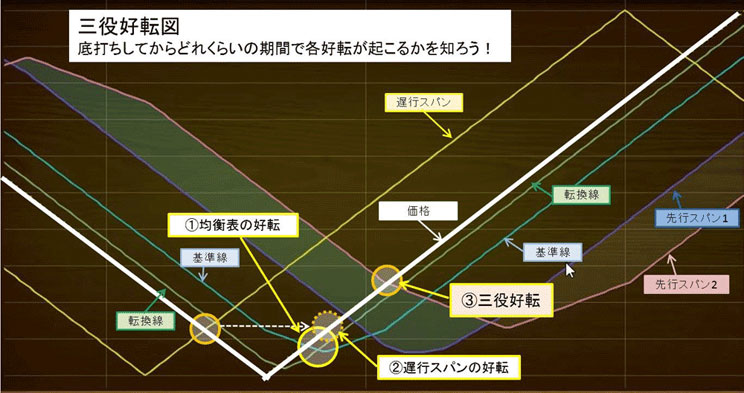 三役好転図
底打ちしてからどれくらいの期間で各好転が起こるかを知ろう！
遅行スパン
①均衡表の好転
価格
転換線
先行スパン1
基準線
基準線
先行スパン2
転換線
③三役好転
②遅行スパンの好転